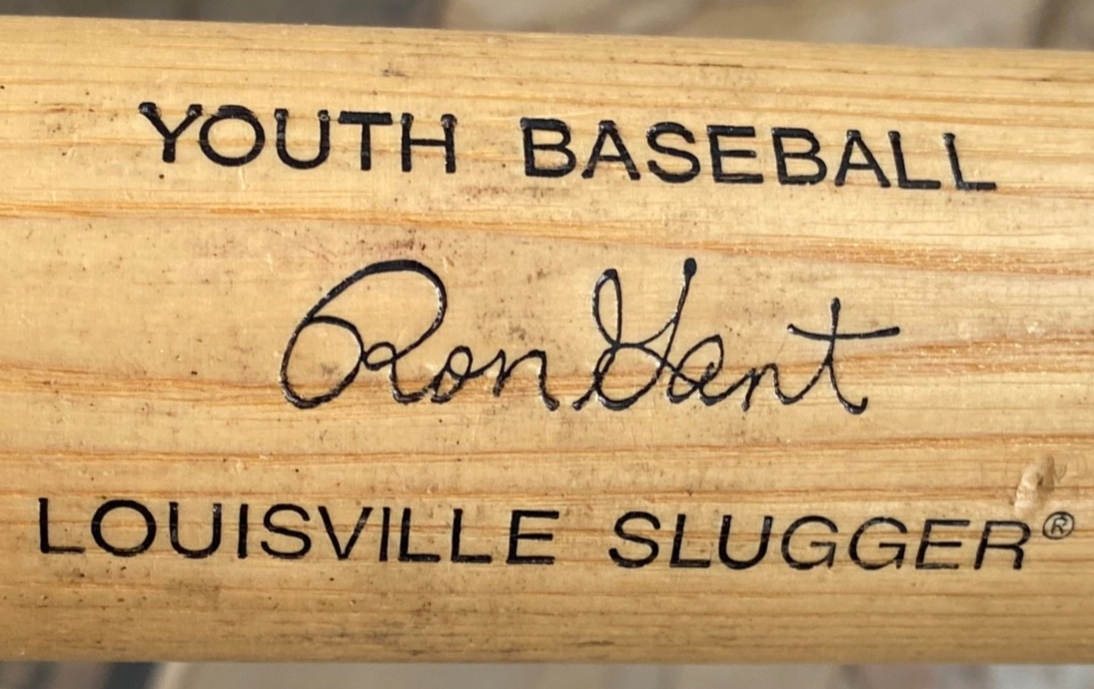 YOUTH BASEBALL
Ron Gant
LOUISVILLE SLUGGER®